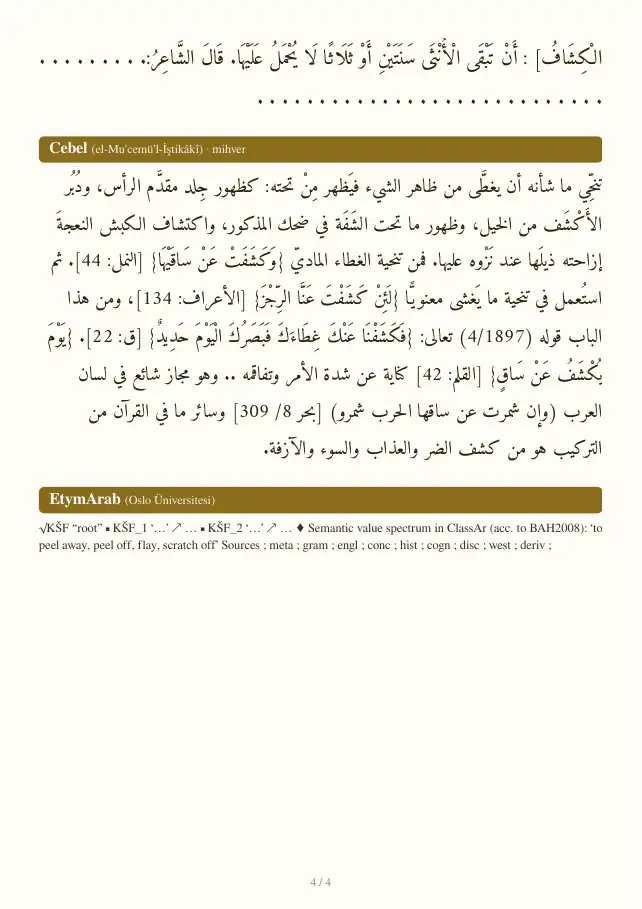 الْكِشَافُ] : أَنْ تَبْقَى الْأُنْثَى سَنَتَيْنِ أَوْ ثَلَاثًا لَا يُحْمَلُ عَلَيْهَا. قَالَ الشَّاعِرُ:. . . . . . . . .
. . . . . . . . . . . . . . . . . . . . . . . . . . . .
Cebel (el-Mu'cemü'l-İştikâkî) · mihver
تنحِّي ما شأنه أن يغطَّى من ظاهر الشيء فيَظهر مِنْ تحته: كظهور جِلد مقدَّم الرأس، ودُبُر
الأَكْشَف من الخيل، وظهور ما تحت الشَفَة في ضحك المذكور، واكتشاف الكبش النعجةَ
إزاحته ذيلَها عند نَزْوه عليها. فمن تنحية الغطاء الماديّ {وَكَشَفَتْ عَنْ سَاقَيْهَا} [النمل: 44]. ثم
استُعمل في تنحية ما يَغشى معنويًّا {لَئِنْ كَشَفْتَ عَنَّا الرِّجْزَ} [الأعراف: 134]، ومن هذا
الباب قوله (4/1897) تعالى: {فَكَشَفْنَا عَنْكَ غِطَاءَكَ فَبَصَرُكَ الْيَوْمَ حَدِيدٌ} [ق: 22]. {يَوْمَ
يُكْشَفُ عَنْ سَاقٍ} [القلم: 42] كناية عن شدة الأمر وتفاقمه .. وهو مجاز شائع في لسان
العرب (وإن شمرت عن ساقها الحرب شمرو) [بحر 8/ 309] وسائر ما في القرآن من
التركيب هو من كشف الضر والعذاب والسوء والآزفة.
EtymArab (Oslo Üniversitesi)
√KŠF “root” ▪ KŠF_1 ‘…’ ↗ … ▪ KŠF_2 ‘…’ ↗ … ♦ Semantic value spectrum in ClassAr (acc. to BAH2008): ‘to
peel away, peel off, flay, scratch off’ Sources ; meta ; gram ; engl ; conc ; hist ; cogn ; disc ; west ; deriv ;
4 / 4